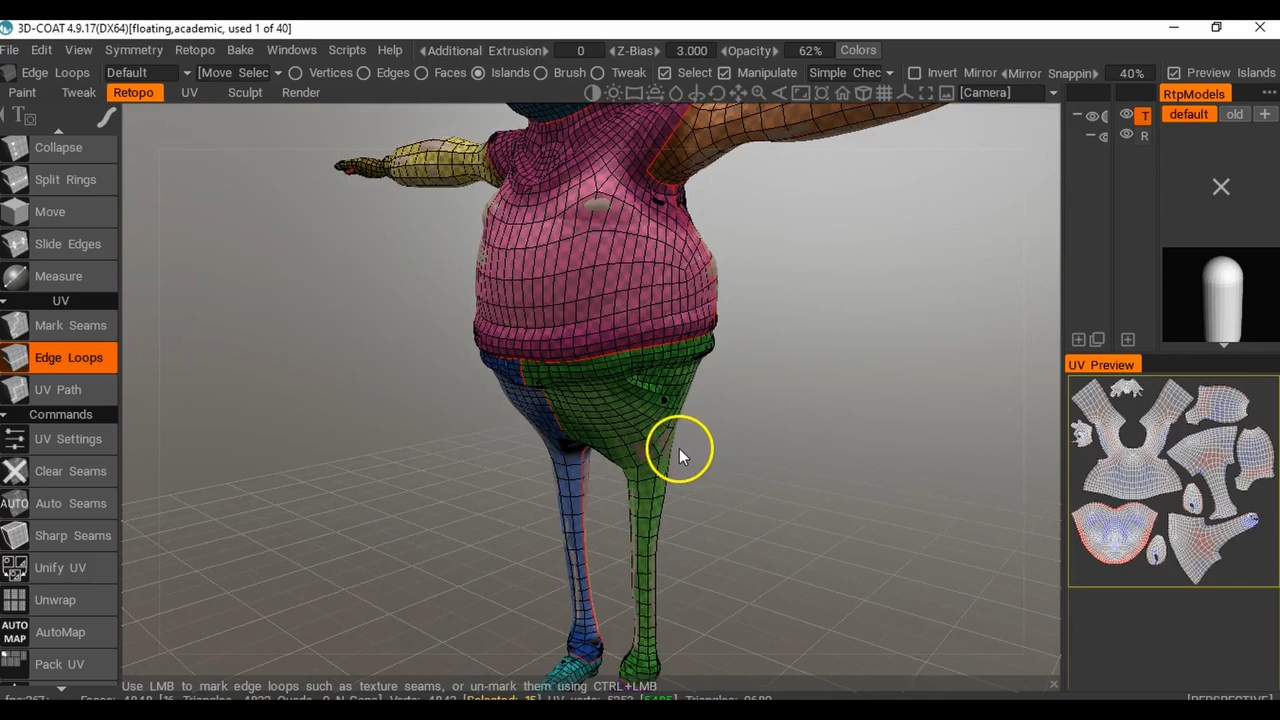 3D-COAT 4.9.17(DX64)[floating,academic, used 1 of 40]
File Edit View Symmetry Retopo Bake Windows Scripts Help Additional Extrusion 0 Z-Bias 3.000 Opacity 62% Colors
Edge Loops Default [Move Selec Vertices Edges Faces Islands Brush Tweak Select Manipulate Simple Chec Invert Mirror Mirror Snappin 40% Preview Islands
Paint Tweak Retopo UV Sculpt Render [Camera] RtpModels
default old +
T
R
Collapse
Split Rings
Move
Slide Edges
Measure
UV
Mark Seams
Edge Loops
UV Path
UV Preview
Commands
UV Settings
Clear Seams
AUTO Auto Seams
Sharp Seams
Unify UV
Unwrap
AUTO MAP AutoMap
Pack UV
Use LMB to mark edge loops such as texture seams, or un-mark them using CTRL+LMB